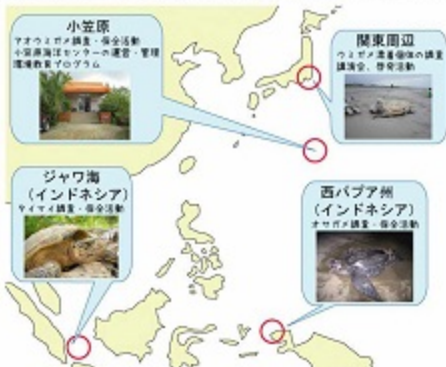 小笠原
アオウミガメ調査・保全活動
小笠原海洋センターの運営・管理
環境教育プログラム
関東周辺
ウミガメ漂着個体の調査
講演会、啓発活動
ジャワ海
（インドネシア）
タイマイ調査・保全活動
西パプア州
（インドネシア）
オサガメ調査・保全活動